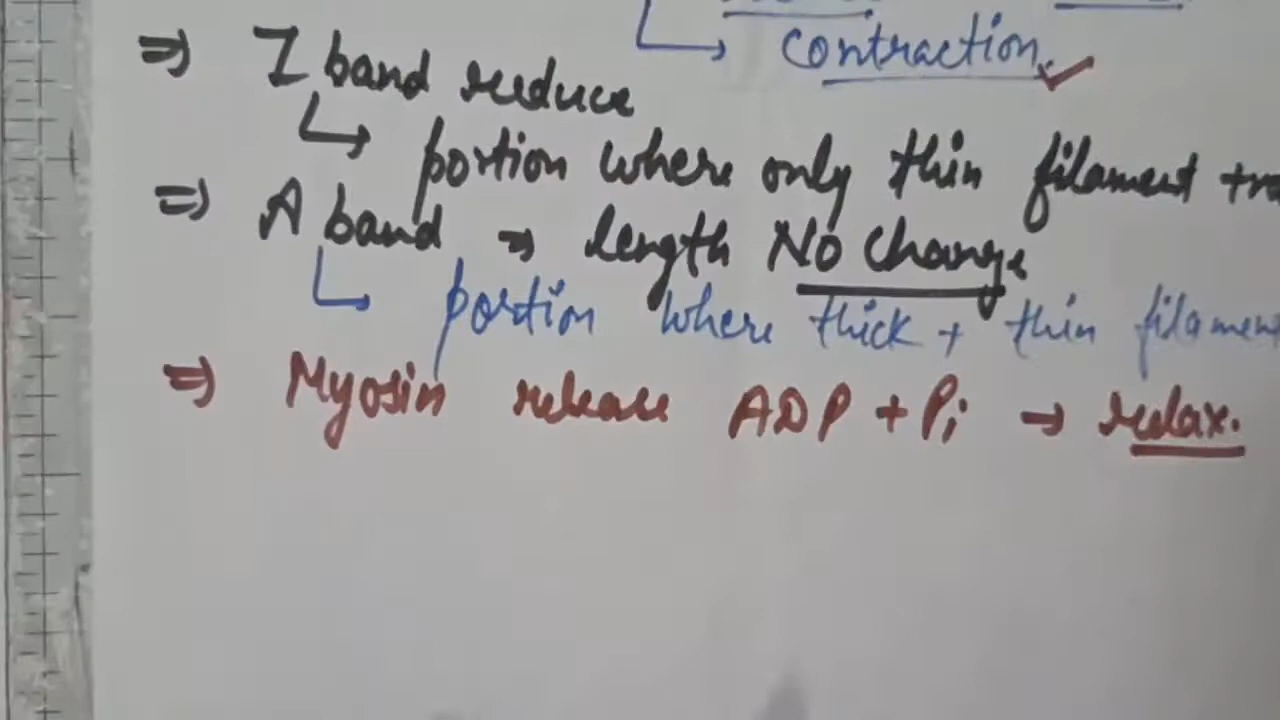 ↳ contraction ✓
⇒ I band reduce
↳ portion where only thin filament
⇒ A band ⇒ length No change
↳ portion where thick + thin filament
⇒ Myosin release ADP + Pi → relax.